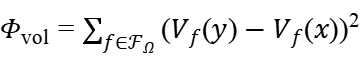 Φ_vol = ∑_{f∈ℱ_Ω} (V_f(y) − V_f(x))²